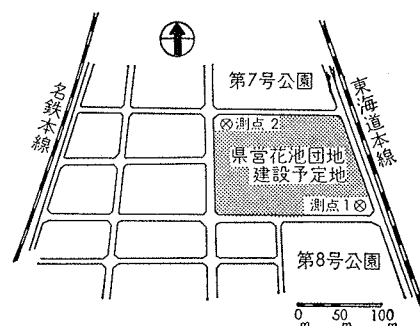 第7号公園
名鉄本線
東海道本線
測点2
県営花池団地
建設予定地
測点1
第8号公園
0 50 100
m m m